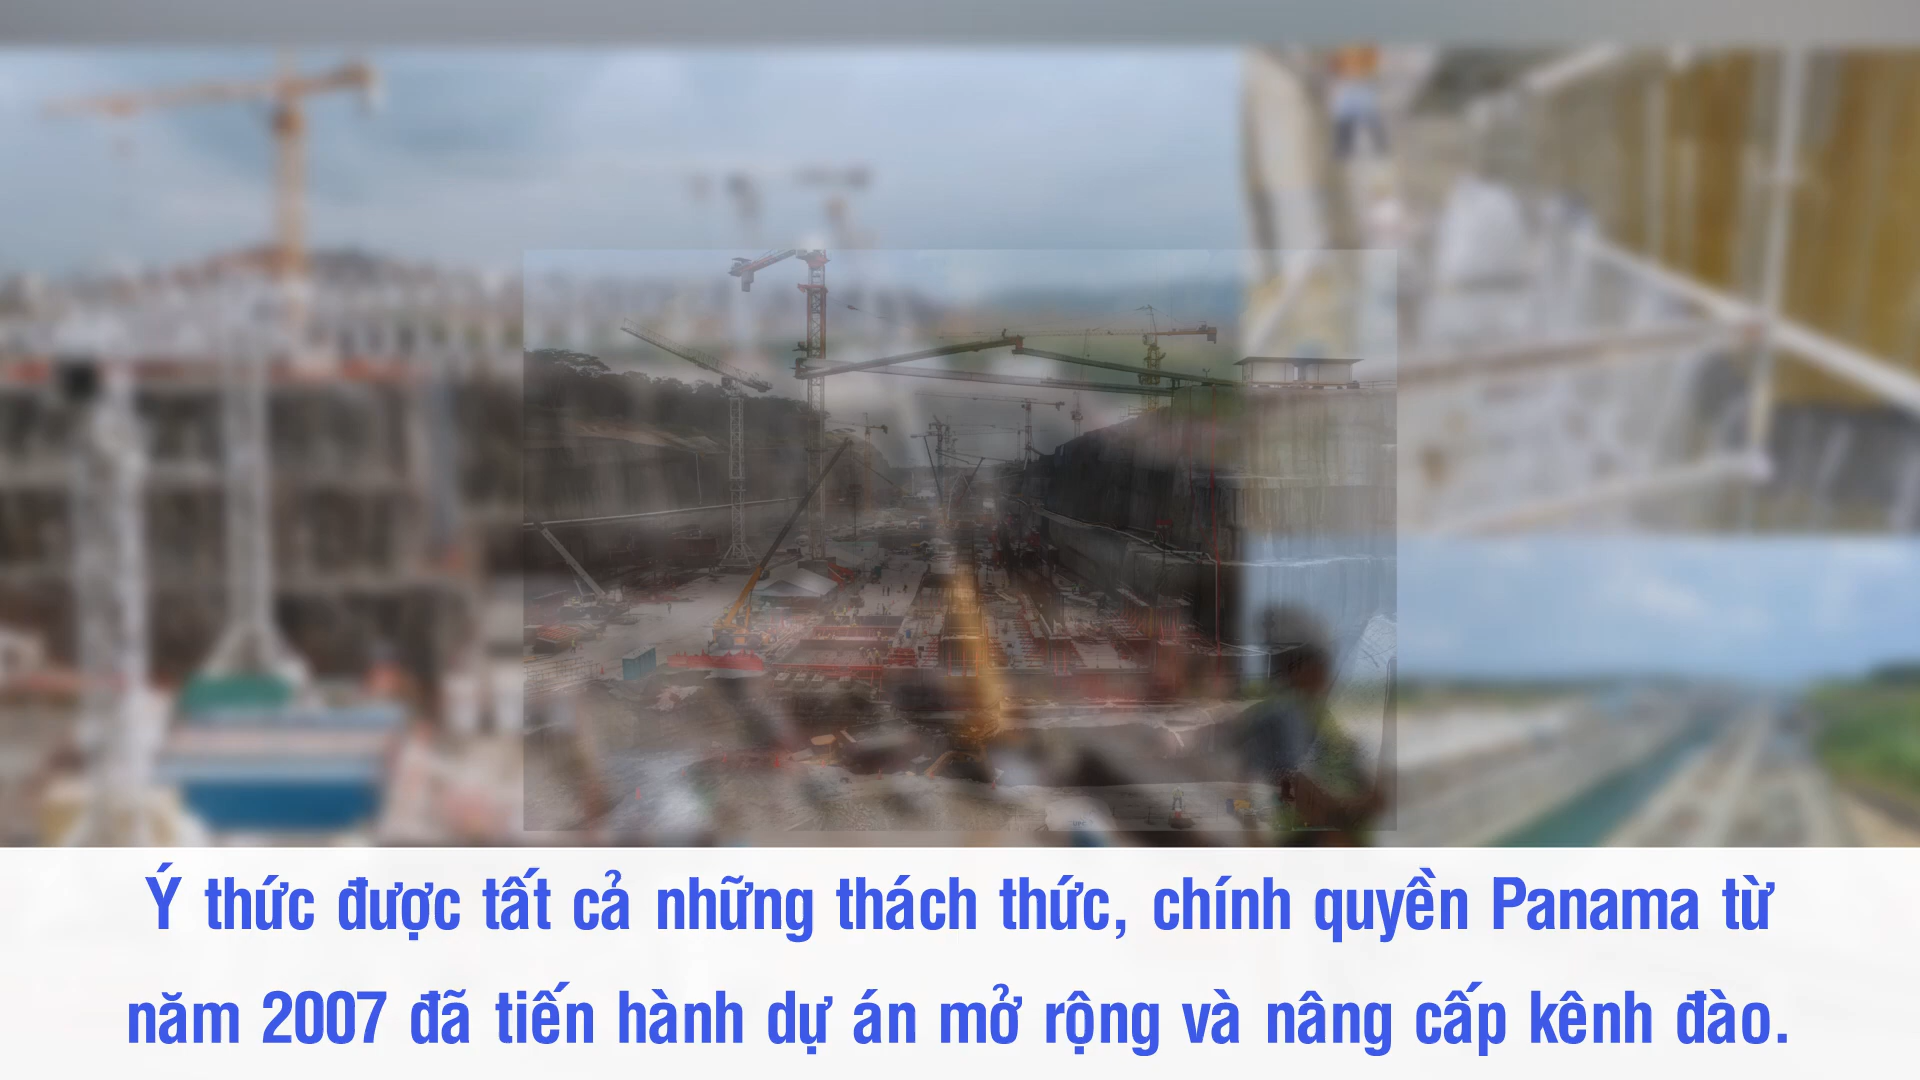 Ý thức được tất cả những thách thức, chính quyền Panama từ
năm 2007 đã tiến hành dự án mở rộng và nâng cấp kênh đào.